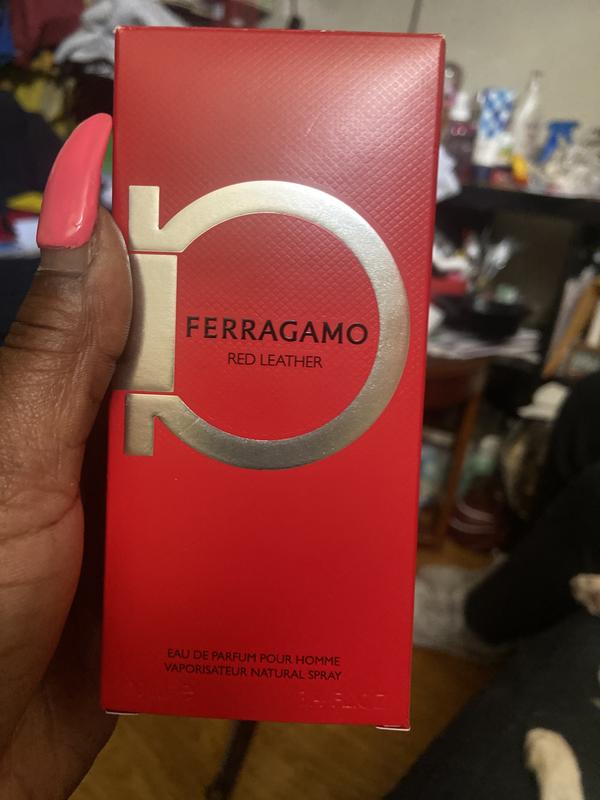 FERRAGAMO
RED LEATHER
EAU DE PARFUM POUR HOMME
VAPORISATEUR NATURAL SPRAY